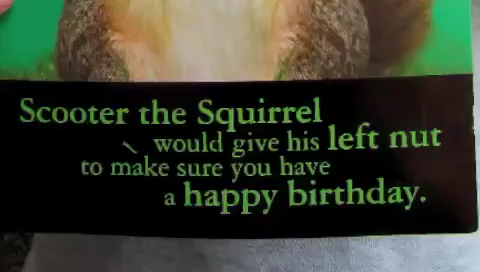 Scooter the Squirrel
would give his left nut
to make sure you have
a happy birthday.